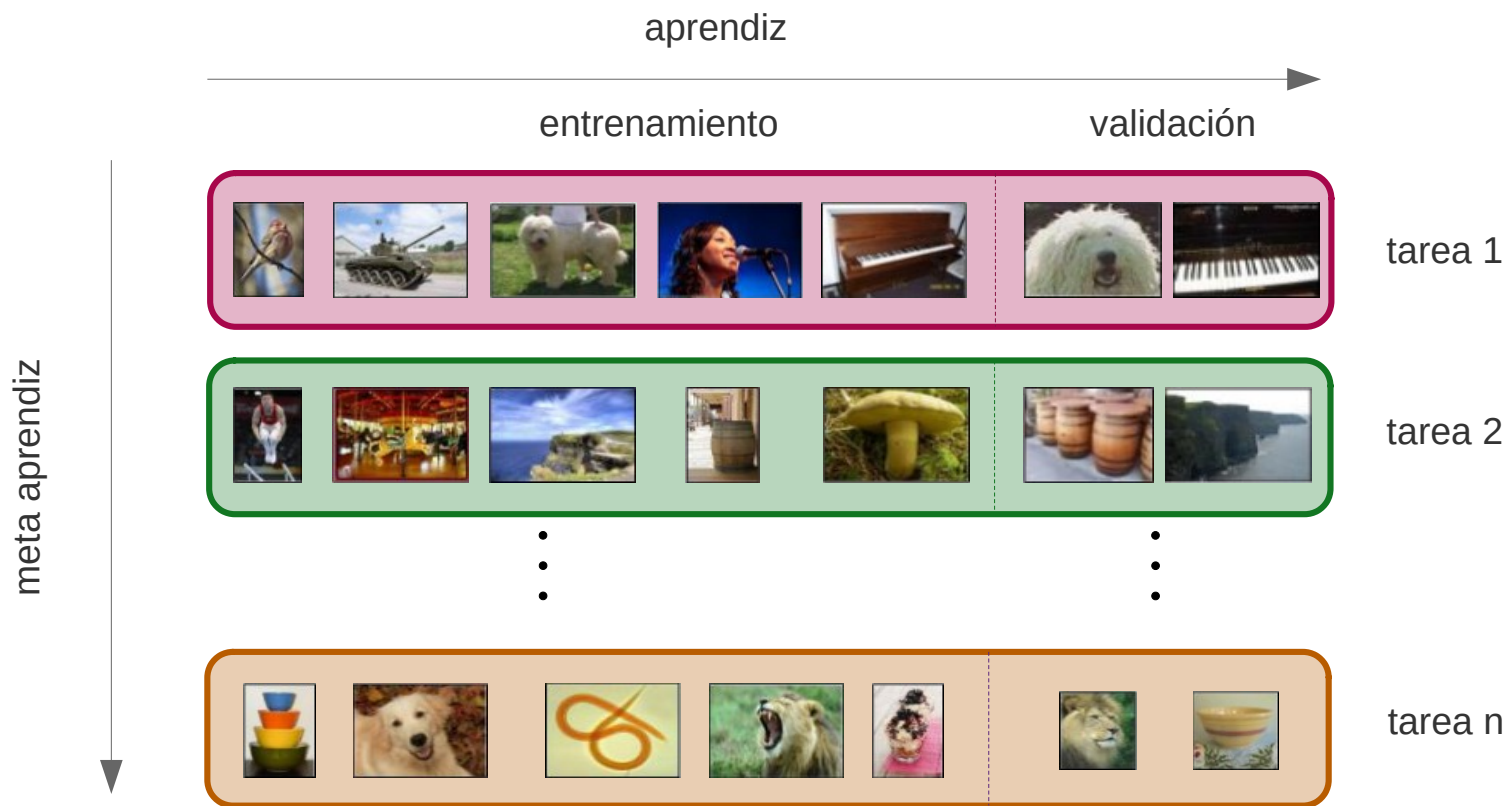 aprendiz
entrenamiento
validación
meta aprendiz
tarea 1
tarea 2
tarea n